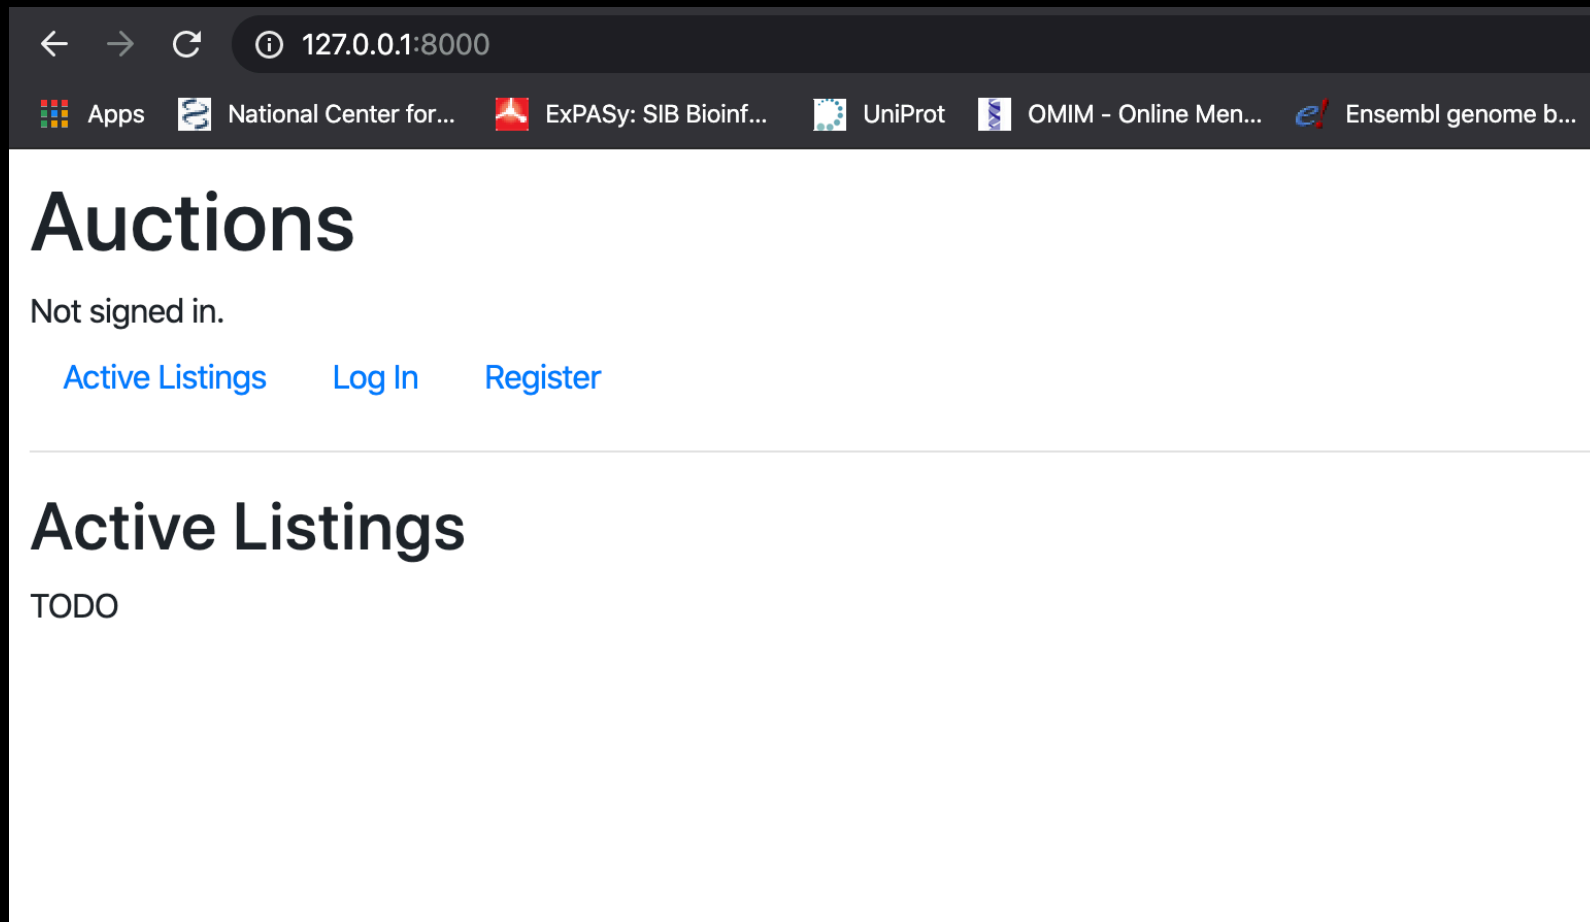 127.0.0.1:8000
Apps National Center for... ExPASy: SIB Bioinf... UniProt OMIM - Online Men... Ensembl genome b...
Auctions
Not signed in.
Active Listings Log In Register
Active Listings
TODO